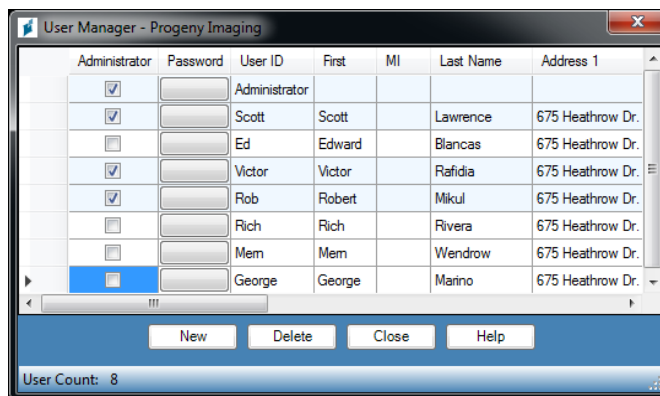 User Manager - Progeny Imaging
Administrator Password User ID First MI Last Name Address 1
Administrator
Scott Scott Lawrence 675 Heathrow Dr.
Ed Edward Blancas 675 Heathrow Dr.
Victor Victor Rafidia 675 Heathrow Dr.
Rob Robert Mikul 675 Heathrow Dr.
Rich Rich Rivera 675 Heathrow Dr.
Mem Mem Wendrow 675 Heathrow Dr.
George George Marino 675 Heathrow Dr.
New Delete Close Help
User Count: 8